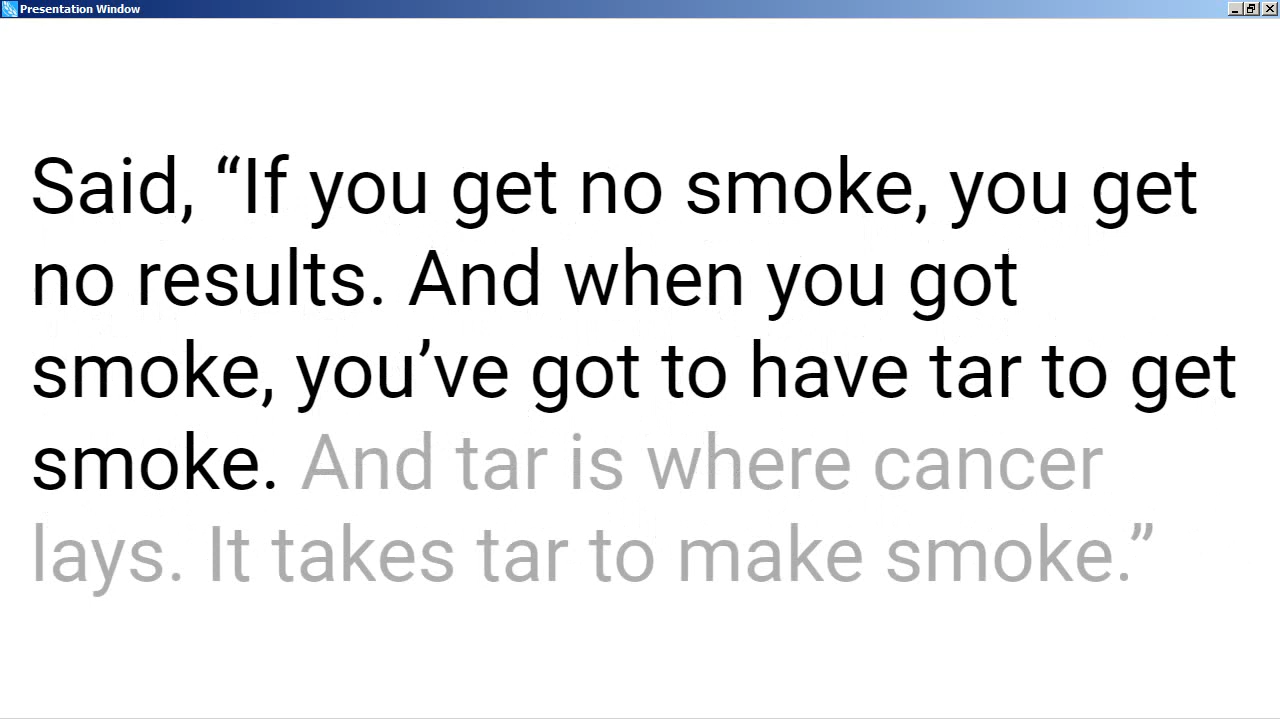 Presentation Window
Said, “If you get no smoke, you get
no results. And when you got
smoke, you’ve got to have tar to get
smoke. And tar is where cancer
lays. It takes tar to make smoke.”